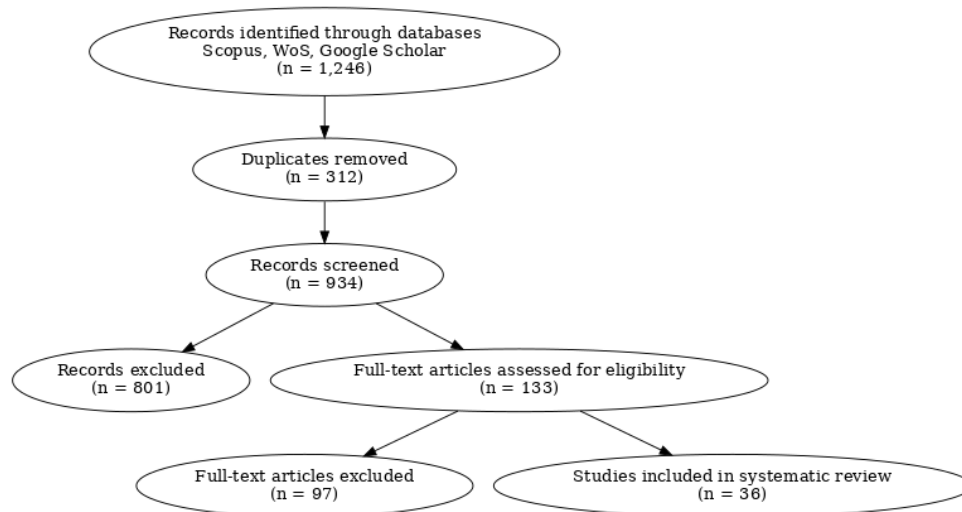 Records identified through databases
Scopus, WoS, Google Scholar
(n = 1,246)
Duplicates removed
(n = 312)
Records screened
(n = 934)
Records excluded
(n = 801)
Full-text articles assessed for eligibility
(n = 133)
Full-text articles excluded
(n = 97)
Studies included in systematic review
(n = 36)